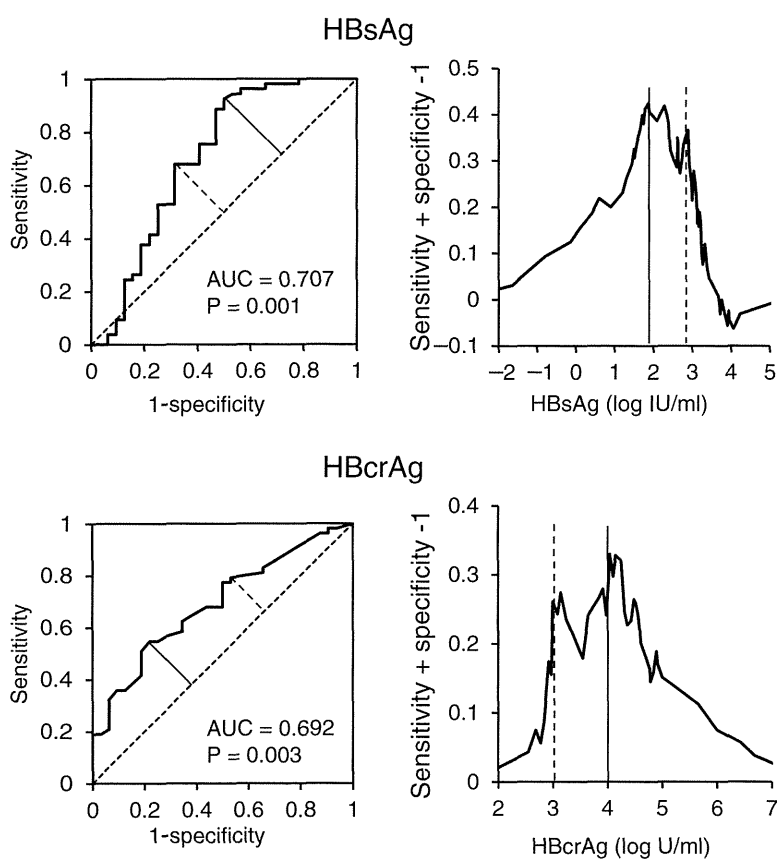 HBsAg
Sensitivity
1
0.8
0.6
0.4
0.2
0
AUC = 0.707
P = 0.001
0 0.2 0.4 0.6 0.8 1
1-specificity
Sensitivity + specificity -1
0.5
0.4
0.3
0.2
0.1
0
−0.1
−2 −1 0 1 2 3 4 5
HBsAg (log IU/ml)
HBcrAg
Sensitivity
1
0.8
0.6
0.4
0.2
0
AUC = 0.692
P = 0.003
0 0.2 0.4 0.6 0.8 1
1-specificity
Sensitivity + specificity -1
0.4
0.3
0.2
0.1
0
2 3 4 5 6 7
HBcrAg (log U/ml)